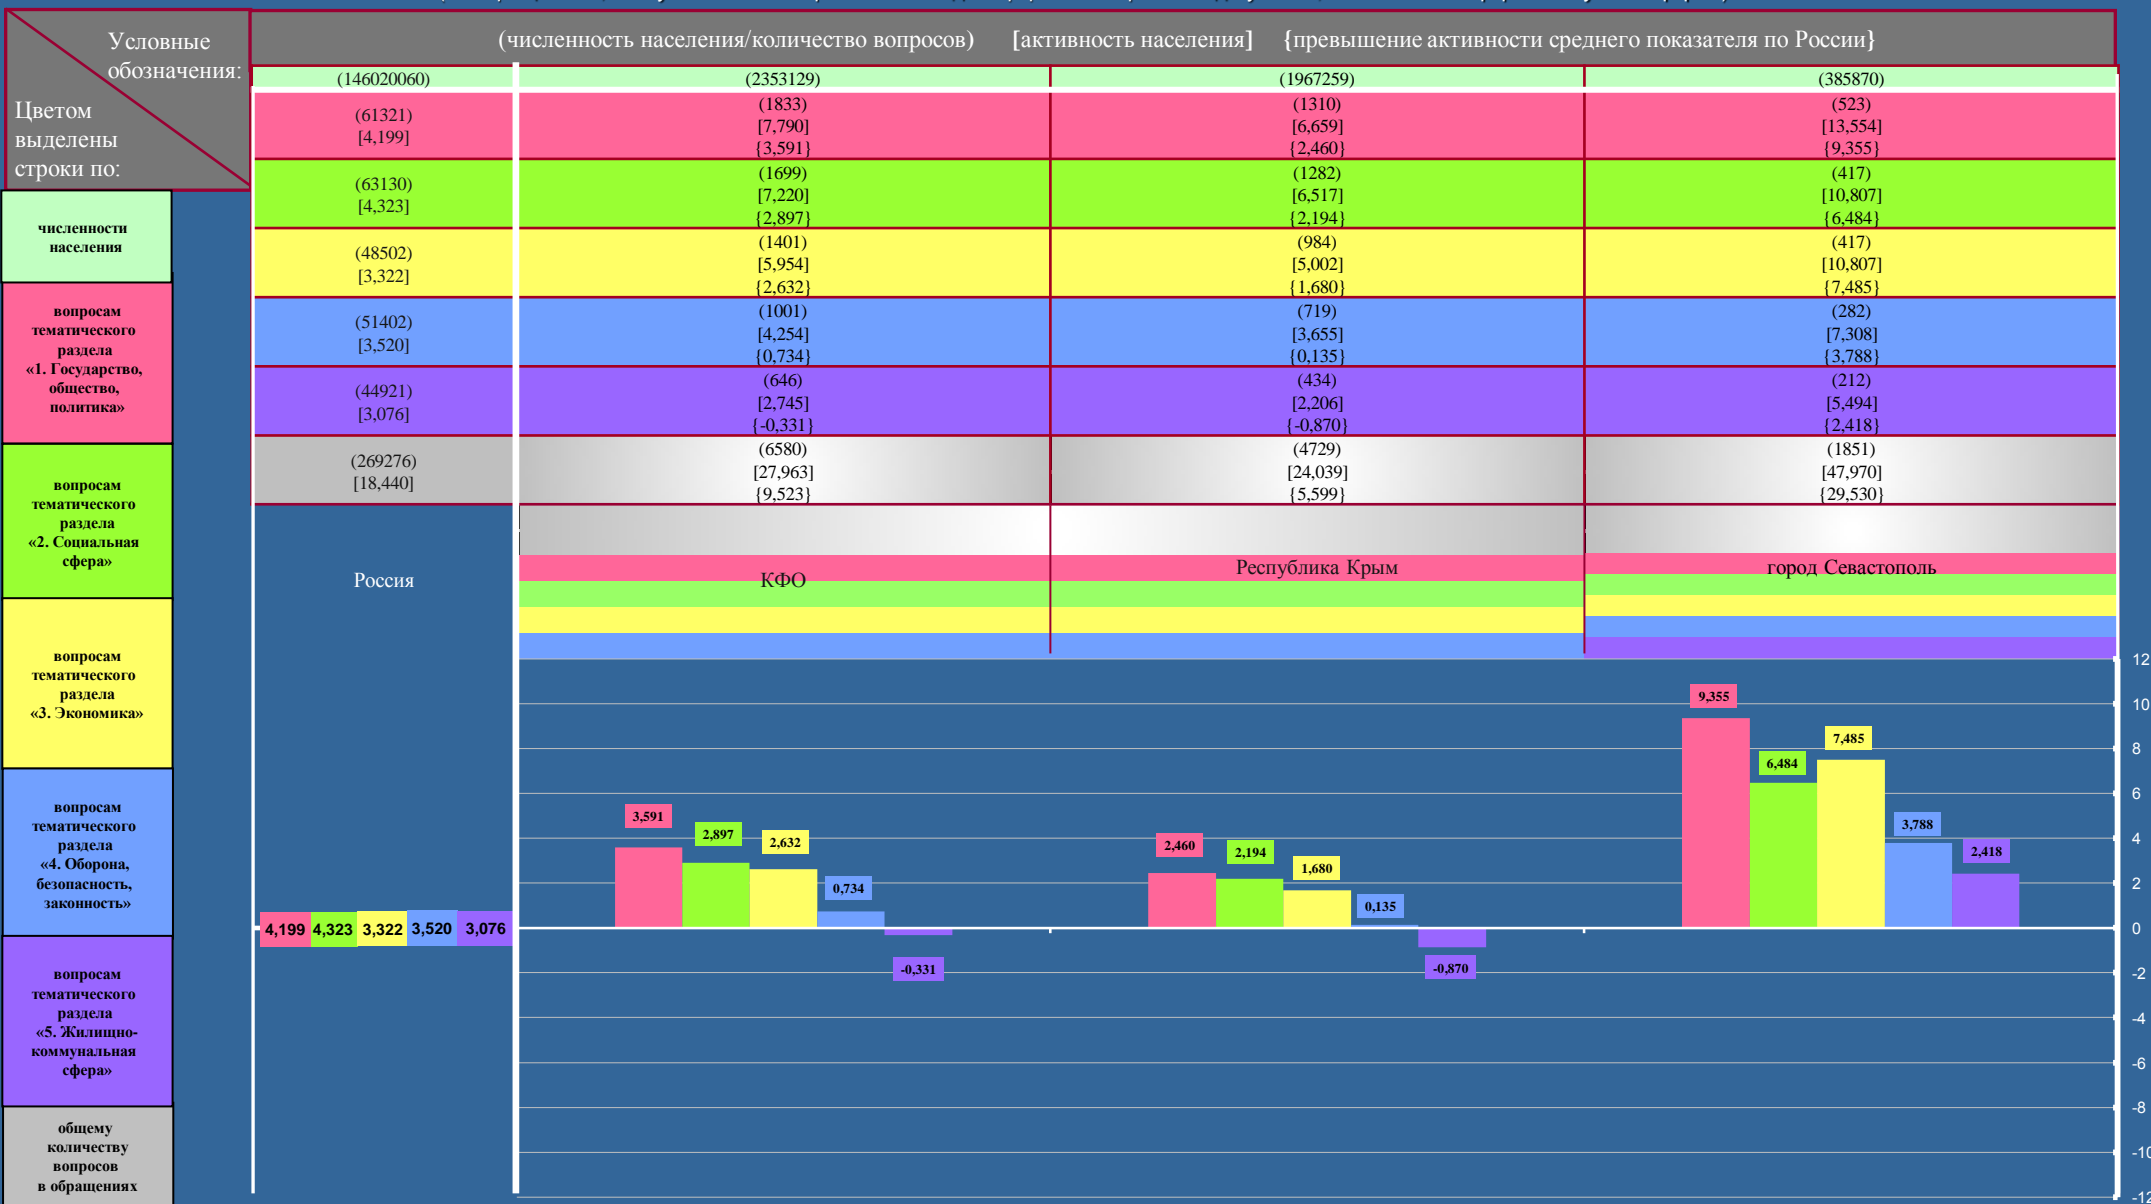 Условные
обозначения:
Цветом
выделены
строки по:
(численность населения/количество вопросов) [активность населения] {превышение активности среднего показателя по России}
(146020060) (2353129) (1967259) (385870)
(61321)
[4,199]
(1833)
[7,790]
{3,591}
(1310)
[6,659]
{2,460}
(523)
[13,554]
{9,355}
(63130)
[4,323]
(1699)
[7,220]
{2,897}
(1282)
[6,517]
{2,194}
(417)
[10,807]
{6,484}
(48502)
[3,322]
(1401)
[5,954]
{2,632}
(984)
[5,002]
{1,680}
(417)
[10,807]
{7,485}
(51402)
[3,520]
(1001)
[4,254]
{0,734}
(719)
[3,655]
{0,135}
(282)
[7,308]
{3,788}
(44921)
[3,076]
(646)
[2,745]
{-0,331}
(434)
[2,206]
{-0,870}
(212)
[5,494]
{2,418}
(269276)
[18,440]
(6580)
[27,963]
{9,523}
(4729)
[24,039]
{5,599}
(1851)
[47,970]
{29,530}
Россия
КФО
Республика Крым
город Севастополь
численности
населения
вопросам
тематического
раздела
«1. Государство,
общество,
политика»
вопросам
тематического
раздела
«2. Социальная
сфера»
вопросам
тематического
раздела
«3. Экономика»
вопросам
тематического
раздела
«4. Оборона,
безопасность,
законность»
вопросам
тематического
раздела
«5. Жилищно-
коммунальная
сфера»
общему
количеству
вопросов
в обращениях
4,199 4,323 3,322 3,520 3,076
3,591
2,897
2,632
0,734
-0,331
2,460
2,194
1,680
0,135
-0,870
9,355
6,484
7,485
3,788
2,418
12
10
8
6
4
2
0
-2
-4
-6
-8
-10
-12